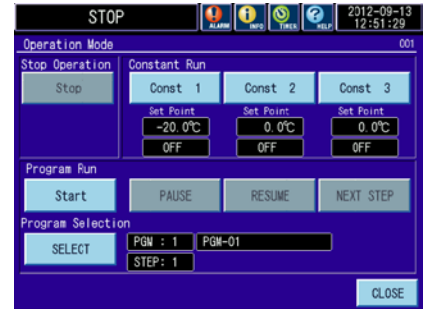 STOP
ALARM
INFO
TIMER
HELP
2012-09-13
12:51:29
Operation Mode 001
Stop Operation Constant Run
Stop Const 1 Const 2 Const 3
Set Point Set Point Set Point
-20.0℃ 0.0℃ 0.0℃
OFF OFF OFF
Program Run
Start PAUSE RESUME NEXT STEP
Program Selection
SELECT PGM : 1 PGM-01
STEP: 1
CLOSE